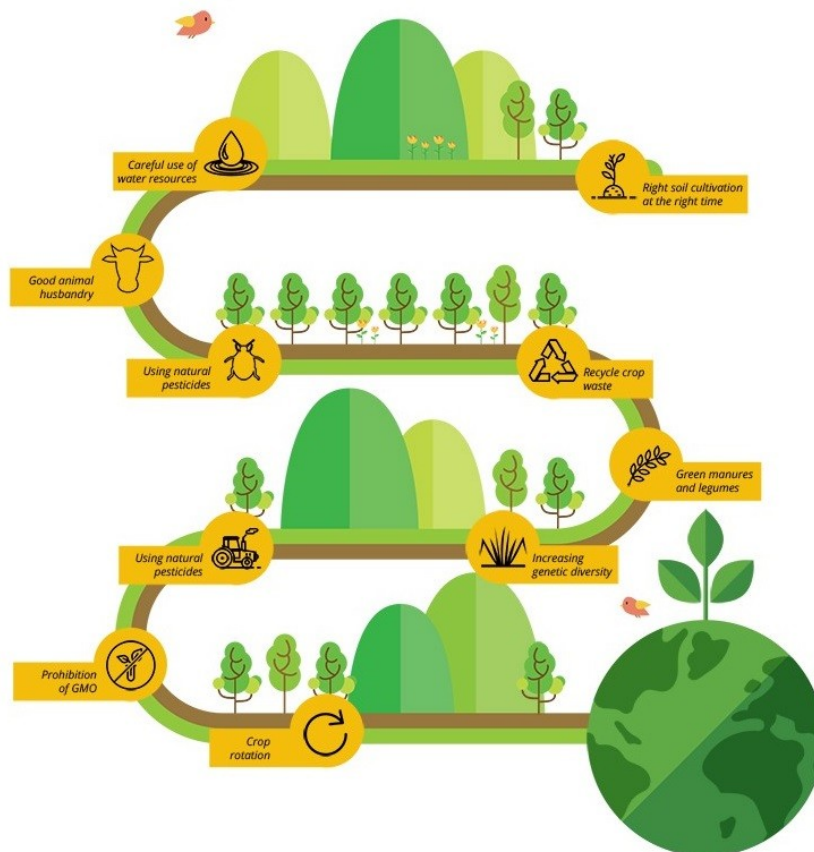 Careful use of
water resources
Right soil cultivation
at the right time
Good animal
husbandry
Using natural
pesticides
Recycle crop
waste
Green manures
and legumes
Using natural
pesticides
Increasing
genetic diversity
Prohibition
of GMO
Crop
rotation